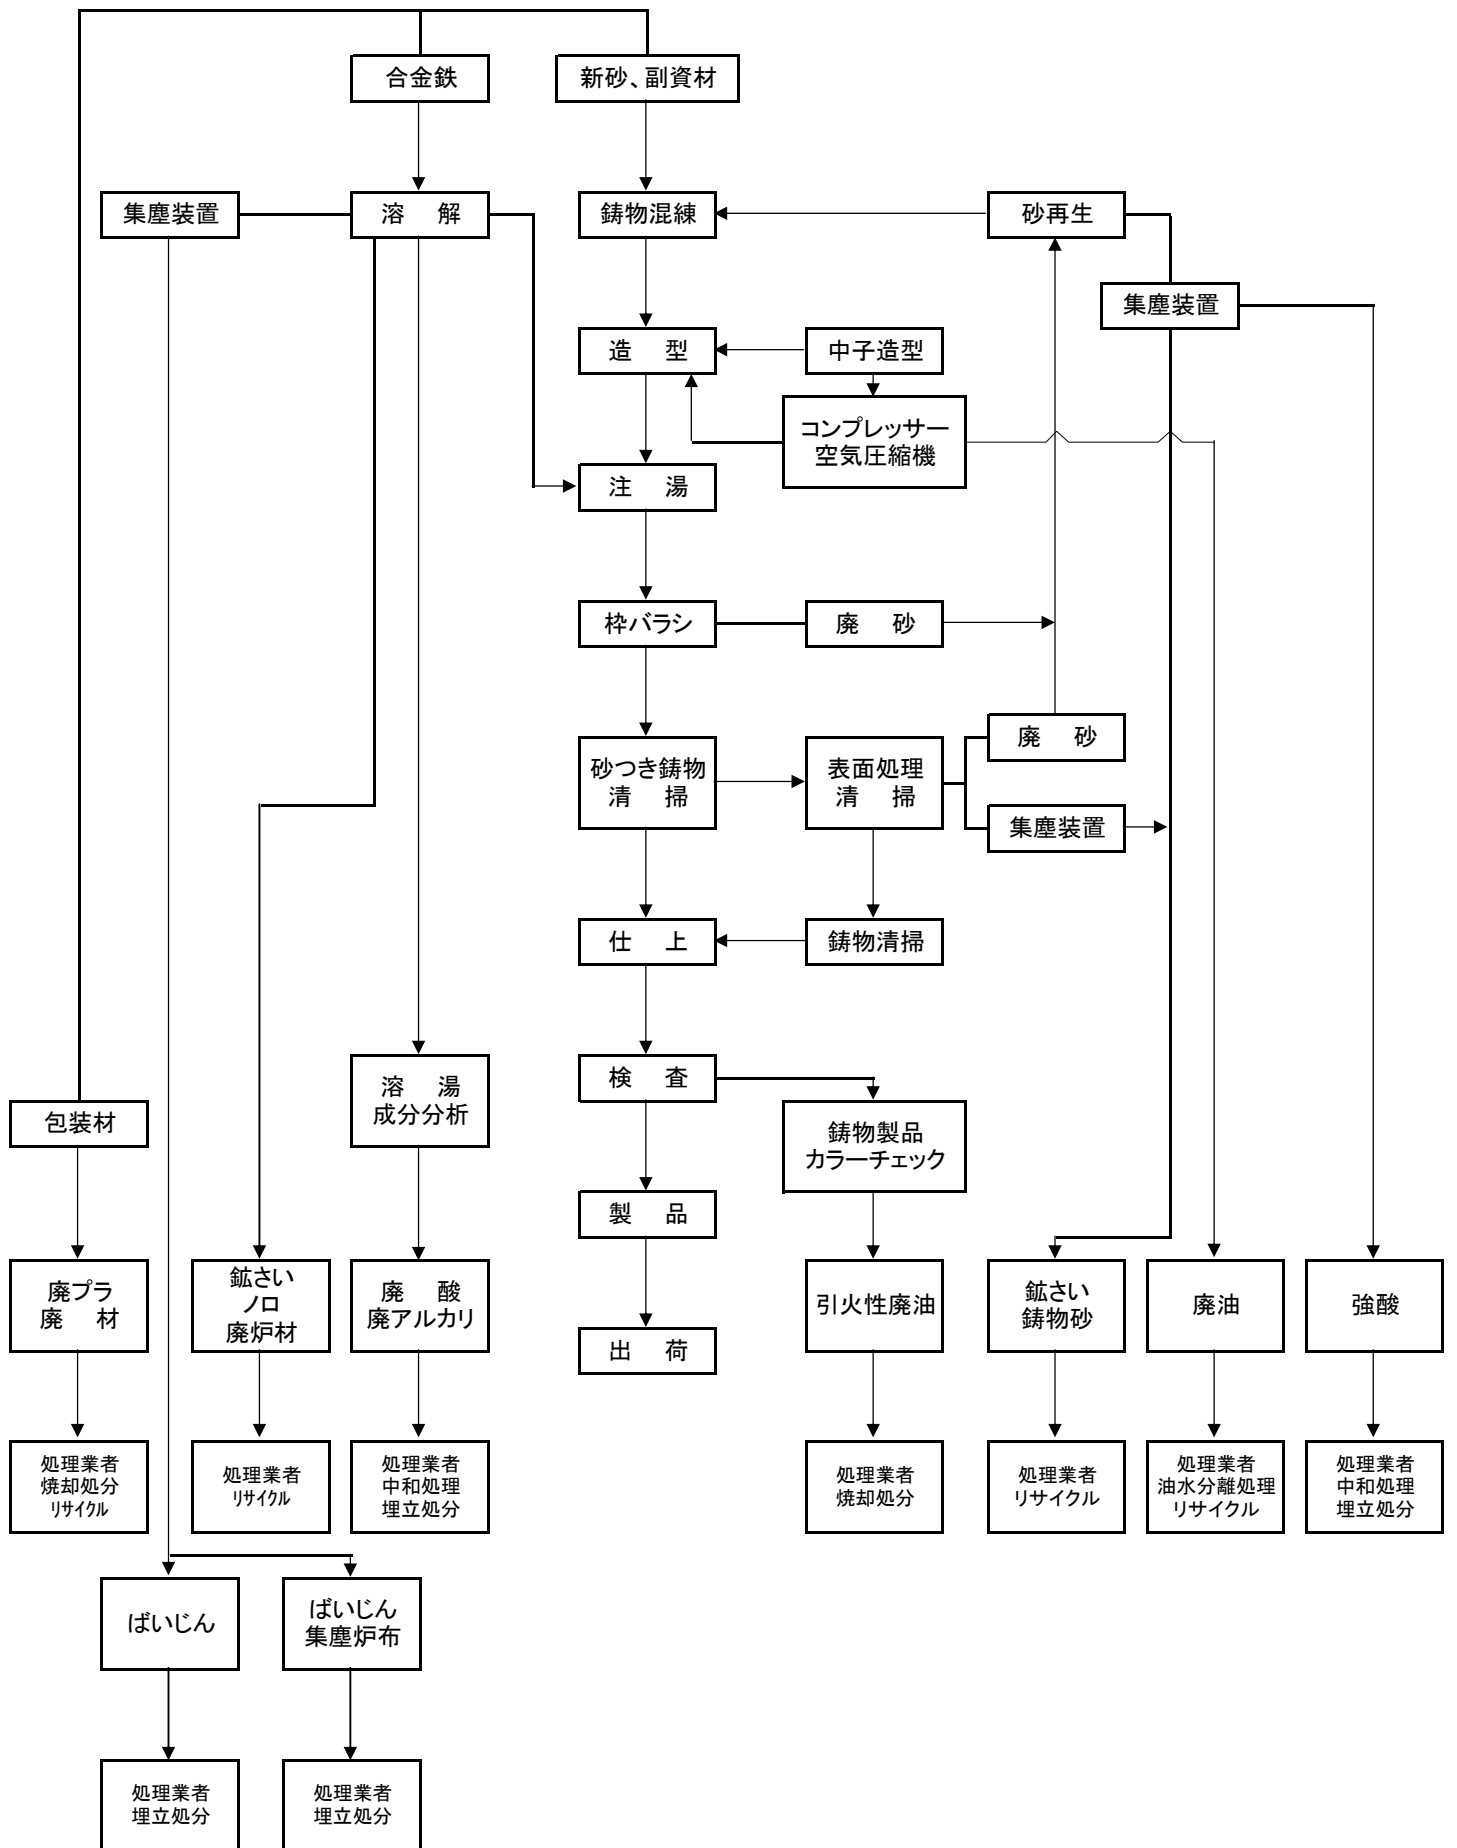 合金鉄
新砂、副資材
集塵装置
溶　解
鋳物混練
砂再生
集塵装置
造　型
中子造型
コンプレッサー
空気圧縮機
注　湯
枠バラシ
廃　砂
廃　砂
砂つき鋳物
清　掃
表面処理
清　掃
集塵装置
仕　上
鋳物清掃
溶　湯
成分分析
検　査
包装材
鋳物製品
カラーチェック
製　品
廃プラ
廃　材
鉱さい
ノロ
廃炉材
廃　酸
廃アルカリ
引火性廃油
鉱さい
鋳物砂
廃油
強酸
出　荷
処理業者
焼却処分
リサイクル
処理業者
リサイクル
処理業者
中和処理
埋立処分
処理業者
焼却処分
処理業者
リサイクル
処理業者
油水分離処理
リサイクル
処理業者
中和処理
埋立処分
ばいじん
ばいじん
集塵炉布
処理業者
埋立処分
処理業者
埋立処分